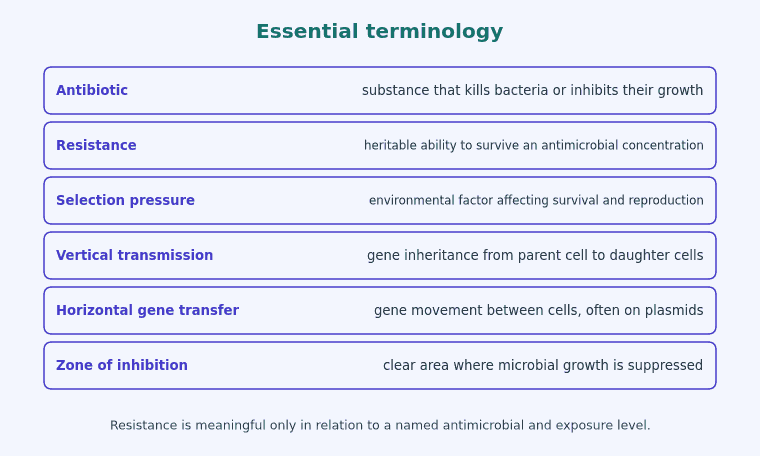 Essential terminology
Antibiotic substance that kills bacteria or inhibits their growth
Resistance heritable ability to survive an antimicrobial concentration
Selection pressure environmental factor affecting survival and reproduction
Vertical transmission gene inheritance from parent cell to daughter cells
Horizontal gene transfer gene movement between cells, often on plasmids
Zone of inhibition clear area where microbial growth is suppressed
Resistance is meaningful only in relation to a named antimicrobial and exposure level.